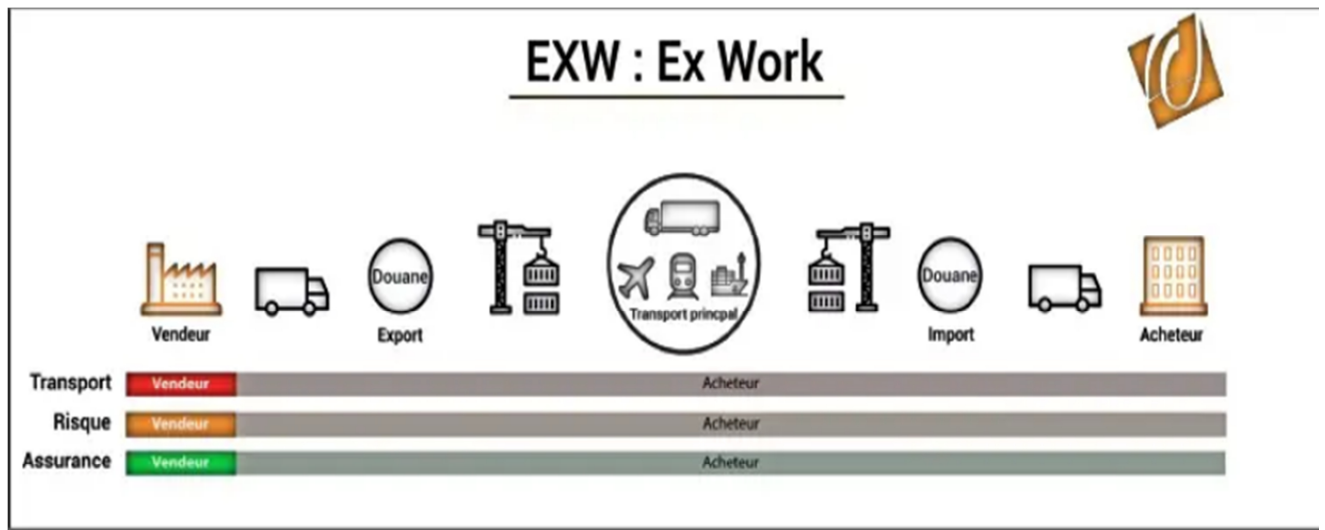 EXW : Ex Work
Douane
Douane
Transport princpal
Vendeur
Export
Import
Acheteur
Transport Vendeur Acheteur
Risque Vendeur Acheteur
Assurance Vendeur Acheteur